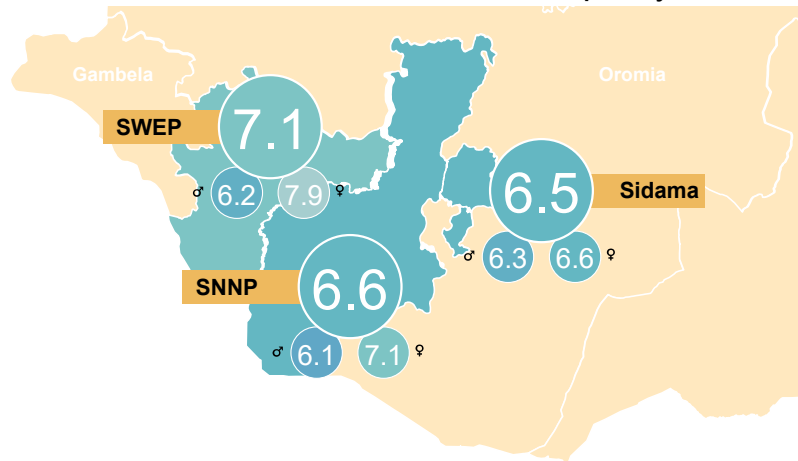 Gambela
Oromia
SWEP
7.1
♂ 6.2 7.9 ♀
6.5
Sidama
♂ 6.3 6.6 ♀
SNNP
6.6
♂ 6.1 7.1 ♀